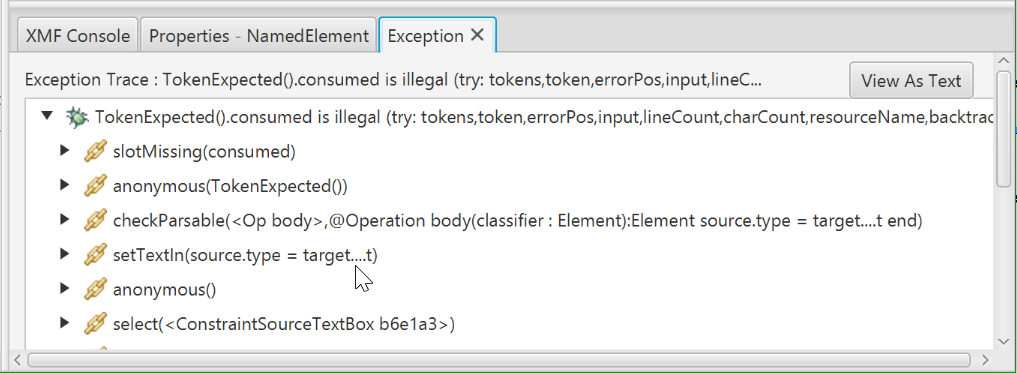 XMF Console
Properties - NamedElement
Exception
Exception Trace : TokenExpected().consumed is illegal (try: tokens,token,errorPos,input,lineC...
View As Text
TokenExpected().consumed is illegal (try: tokens,token,errorPos,input,lineCount,charCount,resourceName,backtrac
slotMissing(consumed)
anonymous(TokenExpected())
checkParsable(<Op body>,@Operation body(classifier : Element):Element source.type = target....t end)
setTextIn(source.type = target....t)
anonymous()
select(<ConstraintSourceTextBox b6e1a3>)